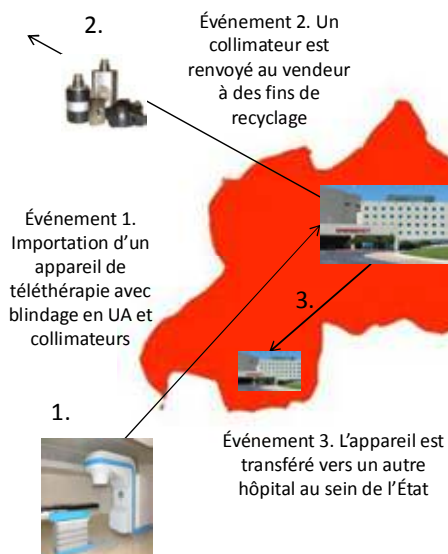 2.
Événement 2. Un
collimateur est
renvoyé au vendeur
à des fins de
recyclage
Événement 1.
Importation d'un
appareil de
téléthérapie avec
blindage en UA et
collimateurs
3.
1.
Événement 3. L'appareil est
transféré vers un autre
hôpital au sein de l'État